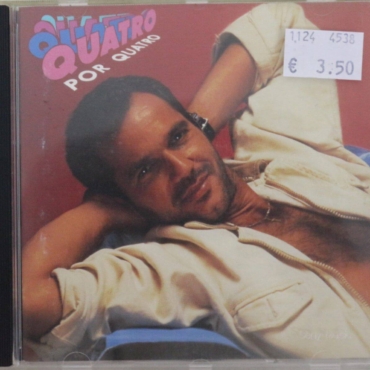 QUATRO
POR QUATRO
1124 4536
€ 3.50